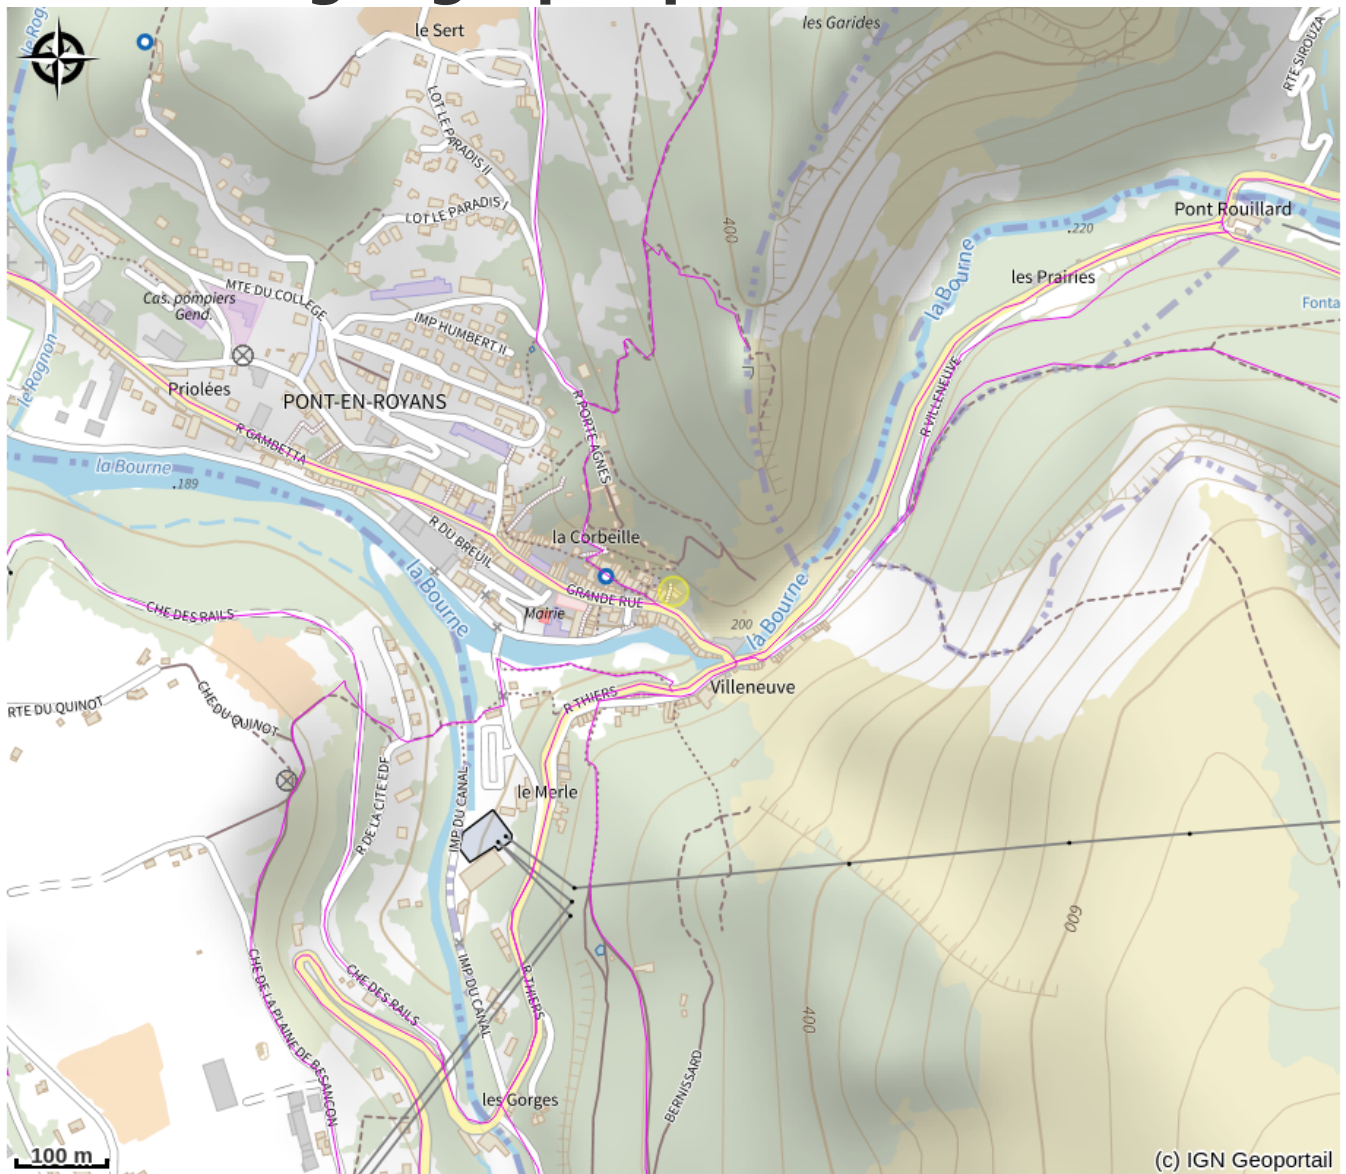 le Sert
les Garides
RTE SIROUZA
LOT LE PARADIS II
LOT LE PARADIS I
400
Pont Rouillard
220
la Bourne
les Prairies
Cas. pompiers
Gend.
MTE DU COLLEGE
IMP HUMBERT II
Fonta
le Rognon
Priolées
PONT-EN-ROYANS
R PORTE AGNES
R VILLENEUVE
R GAMBETTA
la Bourne
189
R DU BREUIL
la Corbeille
la Bourne
GRANDE RUE
Mairie
200
la Bourne
CHE DES RAILS
Villeneuve
R THIERS
RTE DU QUINOT
CHE DU QUINOT
le Merle
IMP DU CANAL
R DE LA CITE EDF
600
CHE DES RAILS
IMP DU CANAL
R THIERS
400
CHE DE LA PLAINE DE BESANCON
BERNISSARD
les Gorges
100 m
(c) IGN Geoportail